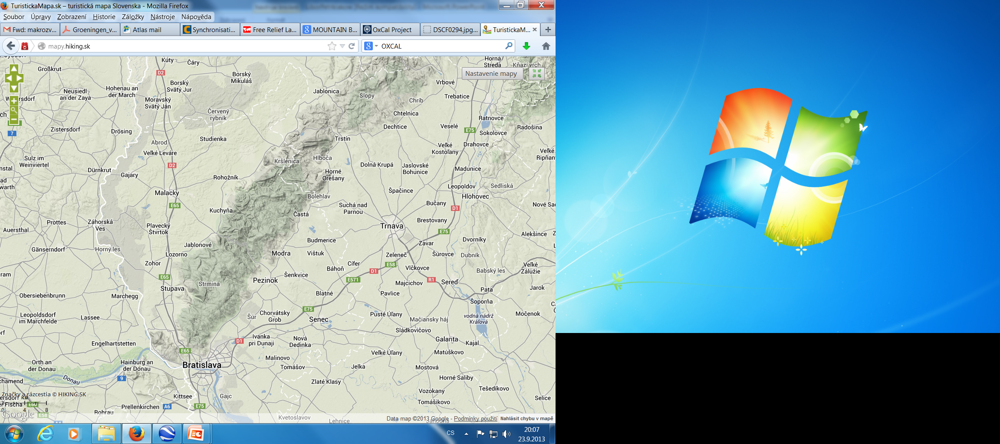 TuristickaMapa.sk – turistická mapa Slovenska - Mozilla Firefox
Soubor Úpravy Zobrazení Historie Záložky Nástroje Nápověda
Fwd: makrozv... Groeningen_v... Atlas mail Synchronisati... Free Relief La... MOUNTAIN B... OxCal Project DSCF0294.jpg... TuristickaM...
mapy.hiking.sk OXCAL
Nastavenie mapy
Kúty
Čáry
Horná
Streda
Kňazí vrch
Großkrut
Borský
Mikuláš
D2
Borský
Svätý Jur
Vrbové
Hohenau an
der March
Neusiedl
an der Zaya
Jablonica
Slopy
Trebatice
Moravský
Svätý Ján
Chríb
Červený
rybník
Chtelnica
Ratnovce
Zistersdorf
Drösing
Dechtice
Veselé
E75
Radošina
Sokolovce
7
Studienka
Trstín
Abrod
Veľké
Kostoľany
Drahovce
Veľké Leváre
Veľké
Ripňan
Sulz im
Weinviertel
Hlboča
Kršlenica
Dolná Krupá
Jaslovské
Bohunice
Madunice
D2
Dürnkrut
Gajary
Rohožník
Horné
Orešany
Malacky
Špačince
Leopoldov
Sedliská
Bolehlav
Hlohovec
E65
Suchá nad
Parnou
Bučany
D1
Nové Sa
Kuchyňa
Častá
Prottes
Záhorská
Ves
Brestovany
Auersthal
Plavecký
Štvrtok
Trnava
E75
Alekšince
Budmerice
Dvorníky
Zavar
Jablonové
Gänserndorf
Horný les
Lozorno
Modra
Vištuk
Zeleneč
Šúrovce
Dubník
Zohor
Cífer
E58
Báhoň
D1
Vlčkovce
Veľké
Zálužie
Babský les
E65
Šenkvice
Pezinok
E571
R1
Sereď
Strmina
Stupava
Majcichov
Jarok
Pata
Obersiebenbrunn
Marchegg
Blatné
Pavlice
Šoporňa
E75
Leopoldsdorf
im Marchfelde
Lassee
Šúr
Chorvátsky
Grob
Senec
Pusté Úľany
Mačiansky háj
vodná nádrž
Kráľová
Močenok
Sládkovičovo
D1
Ivanka
pri Dunaji
Nová
Dedinka
Galanta
Kajal
Engelhartstetten
E65
Matúškovo
Veľké Úľany
Malinovo
Orth an
der Donau
Hainburg an
der Donau
Bratislava
Tomášov
Jelka
Mostová
Donau
9
Horné Saliby
Zlaté Klasy
Tešedíkovo
Značky a rázcestia © HIKING.SK
Kittsee
Gajc
Vozokany
Selice
KM
E60
Prellenkirchen
A6
E75
Tomášikovo
0 4 8
Rohrau
Google
E58
Kvetoslavov
Lehnice
Data map ©2013 Google - Podmínky použití Nahlásit chybu v mapě
CS
20:07
23.9.2013